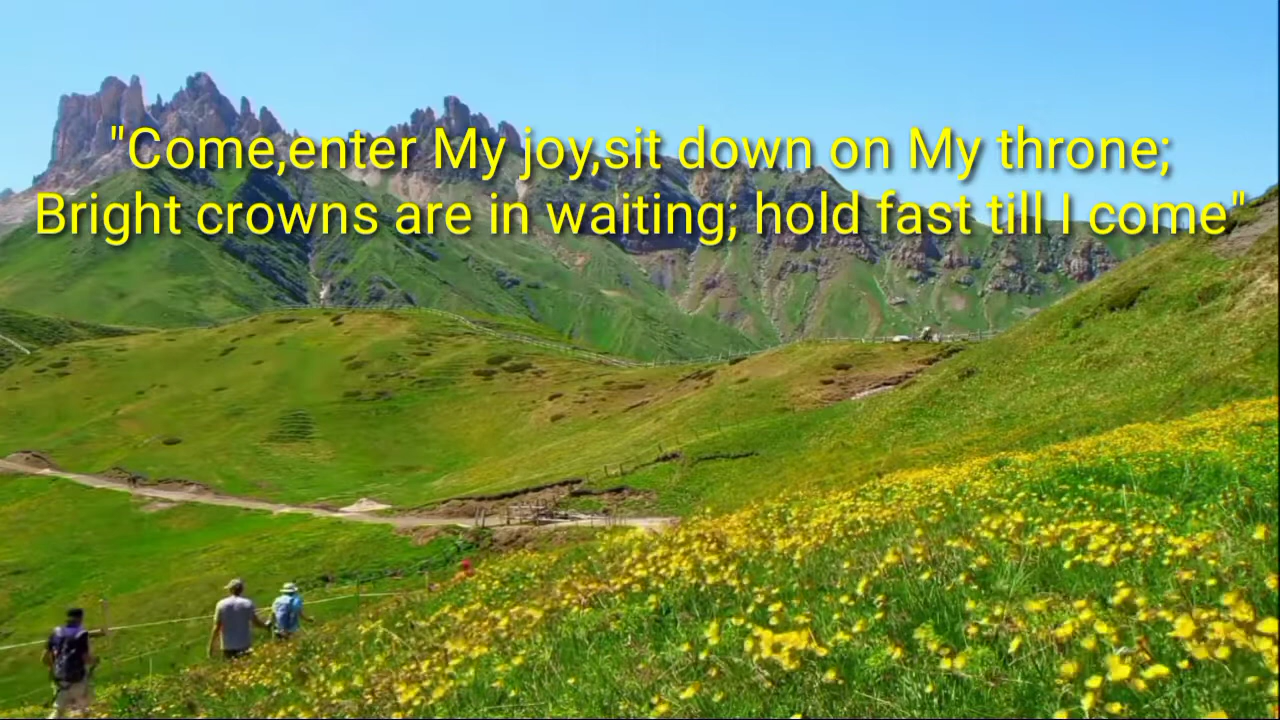 "Come,enter My joy,sit down on My throne;
Bright crowns are in waiting; hold fast till I come"